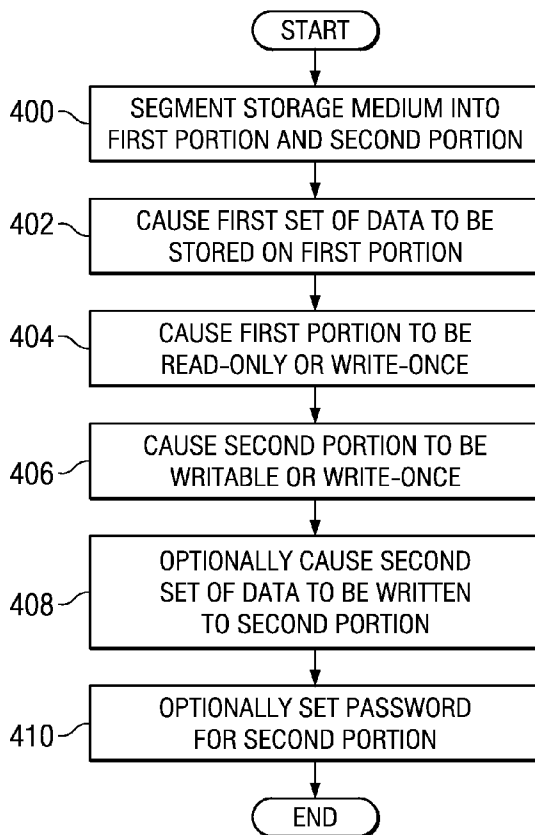 START
400
SEGMENT STORAGE MEDIUM INTO
FIRST PORTION AND SECOND PORTION
402
CAUSE FIRST SET OF DATA TO BE
STORED ON FIRST PORTION
404
CAUSE FIRST PORTION TO BE
READ-ONLY OR WRITE-ONCE
406
CAUSE SECOND PORTION TO BE
WRITABLE OR WRITE-ONCE
408
OPTIONALLY CAUSE SECOND
SET OF DATA TO BE WRITTEN
TO SECOND PORTION
410
OPTIONALLY SET PASSWORD
FOR SECOND PORTION
END